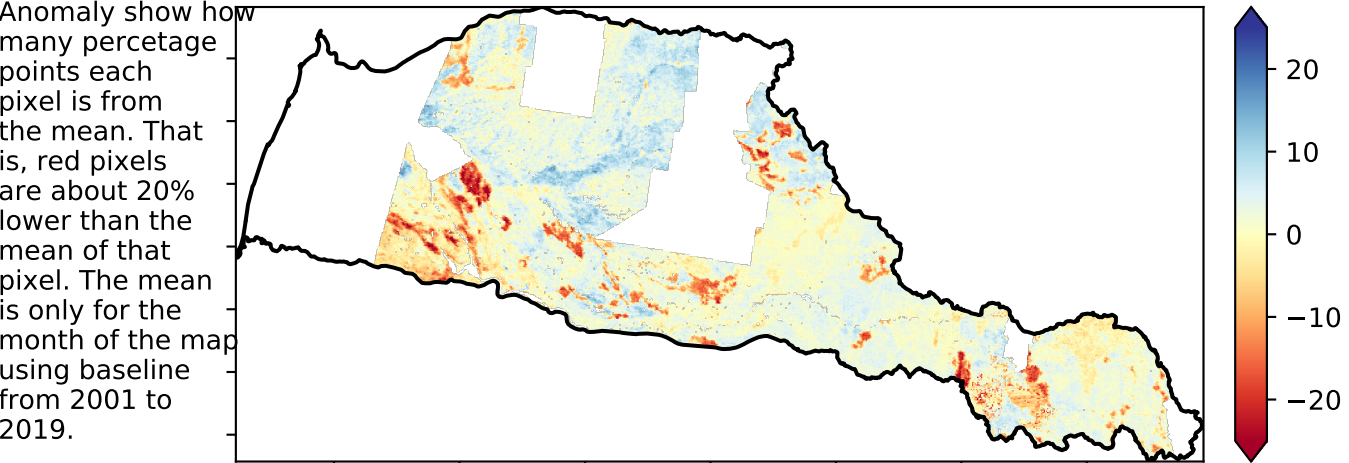 Anomaly show how
many percetage
points each
pixel is from
the mean. That
is, red pixels
are about 20%
lower than the
mean of that
pixel. The mean
is only for the
month of the map
using baseline
from 2001 to
2019.
20
10
0
−10
−20